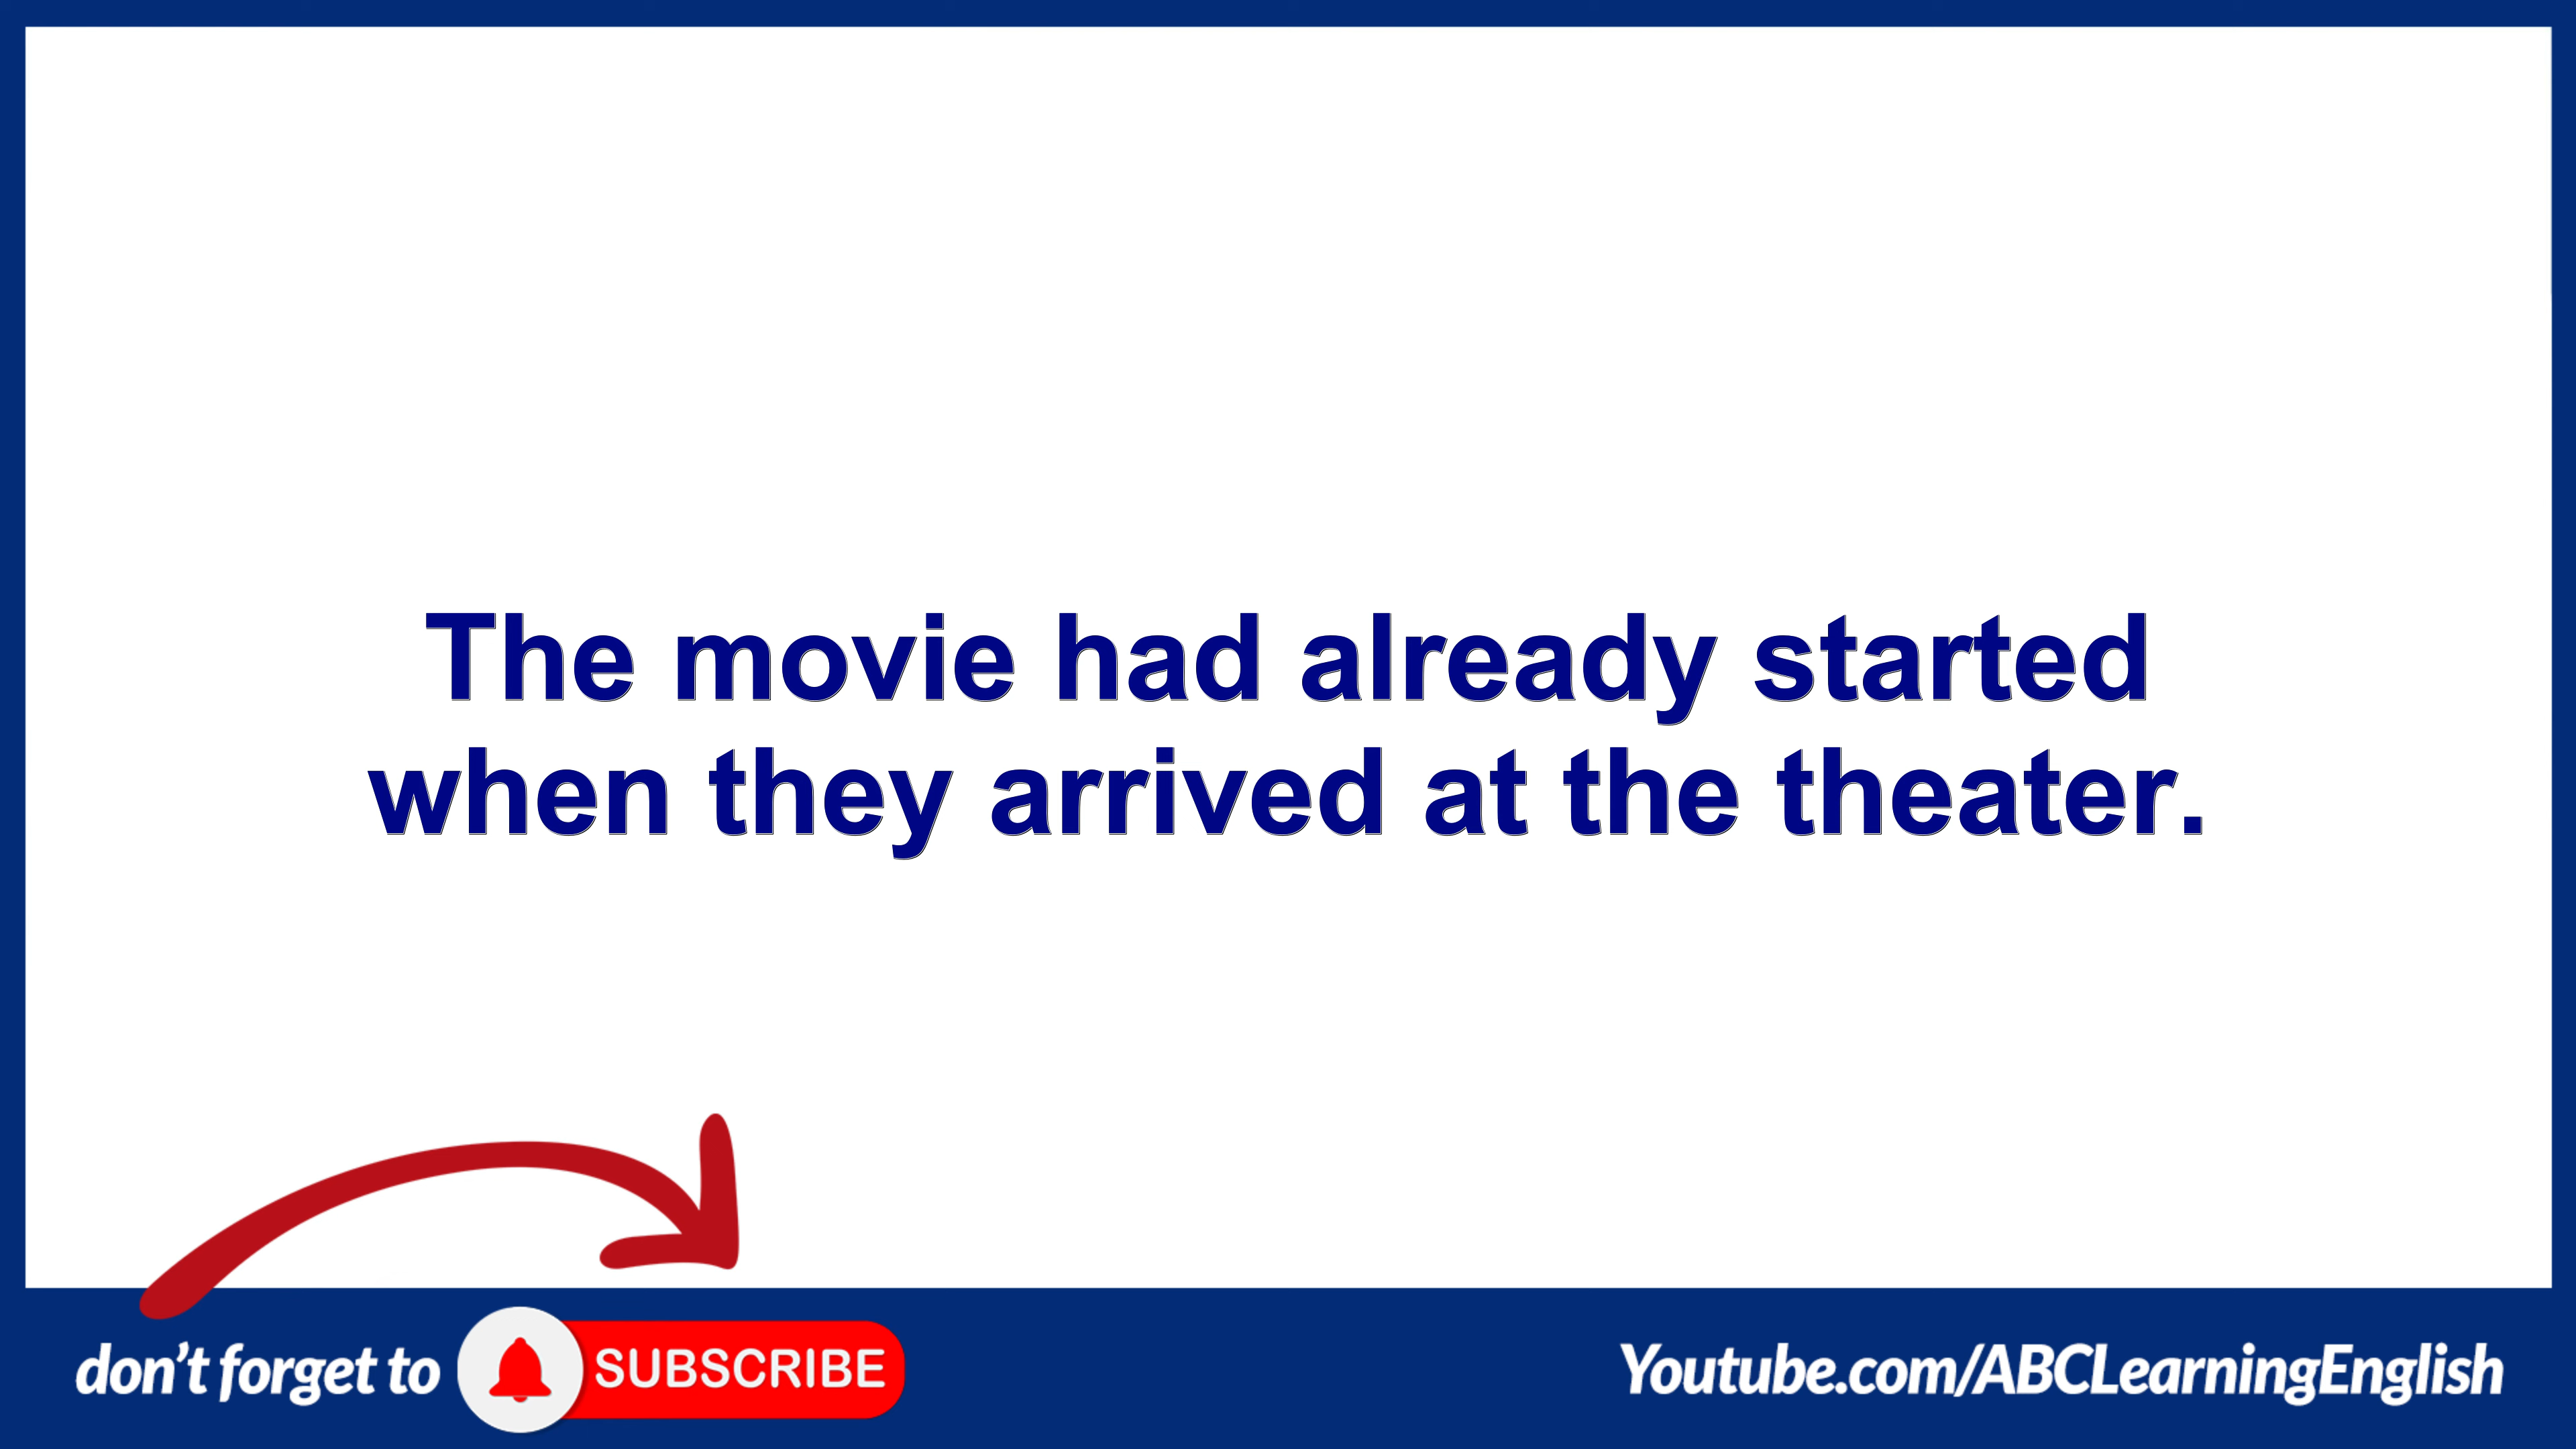 The movie had already started
when they arrived at the theater.
don't forget to SUBSCRIBE
Youtube.com/ABCLearningEnglish